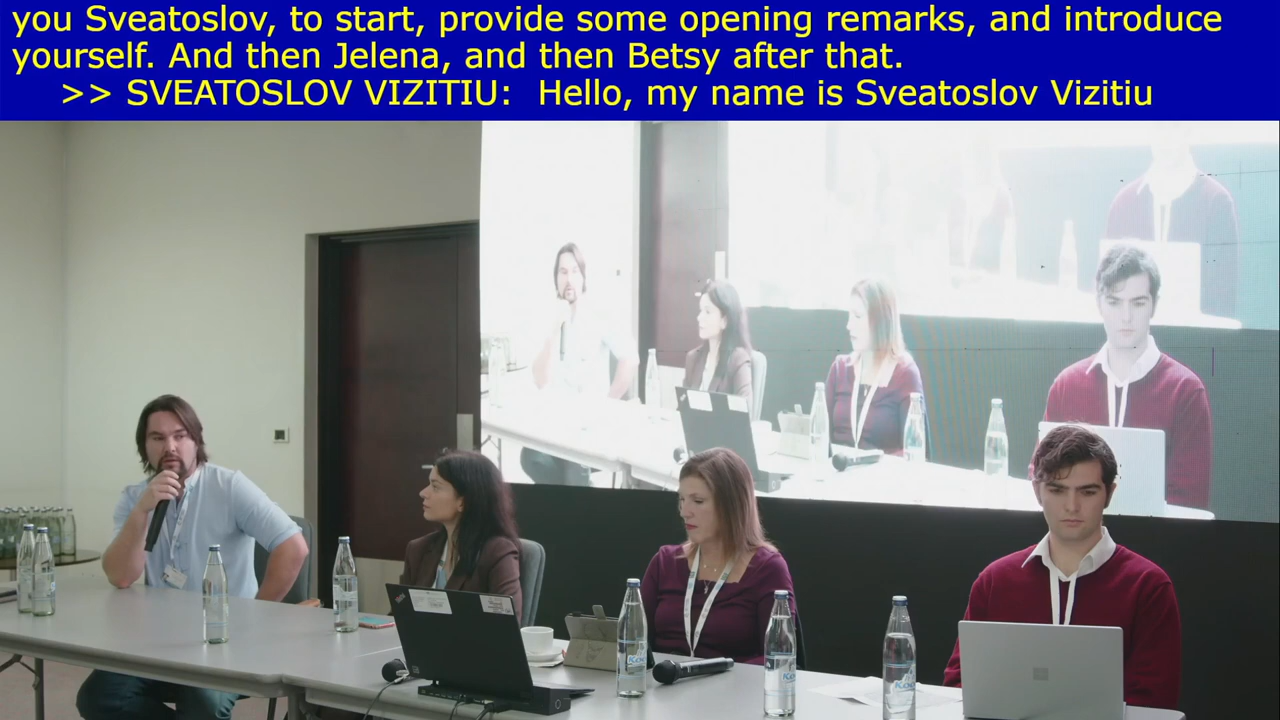 you Sveatoslov, to start, provide some opening remarks, and introduce
yourself. And then Jelena, and then Betsy after that.
>> SVEATOSLOV VIZITIU:  Hello, my name is Sveatoslov Vizitiu